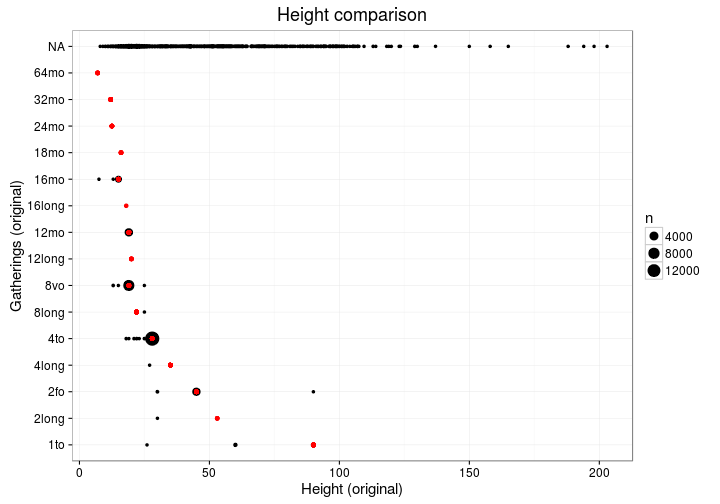 Height comparison
NA
64mo
32mo
24mo
18mo
16mo
16long
12mo
12long
8vo
8long
4to
4long
2fo
2long
1to
Gatherings (original)
0 50 100 150 200
Height (original)
n
4000
8000
12000